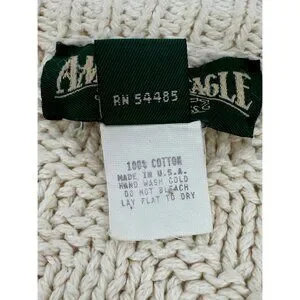 RN 54485
100% COTTON
MADE IN U.S.A.
HAND WASH COLD
DO NOT BLEACH
LAY FLAT TO DRY